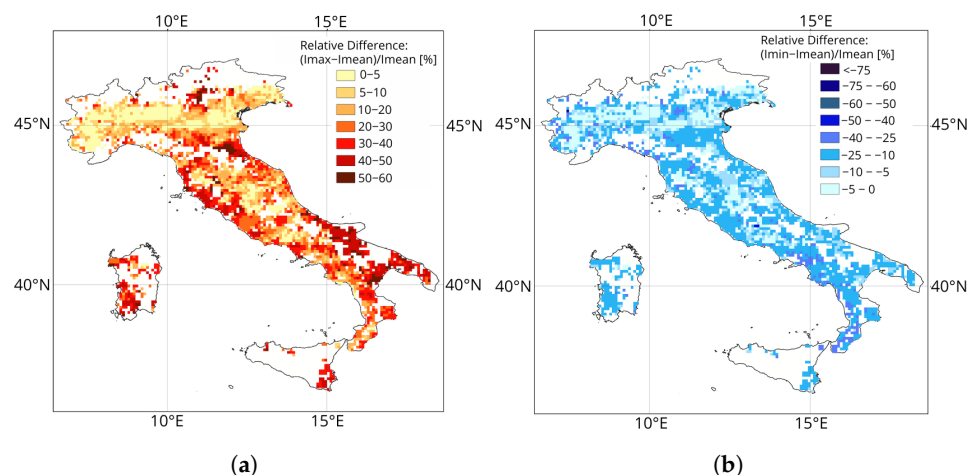 10°E 15°E
Relative Difference:
(Imax−Imean)/Imean [%]
0−5
5−10
10−20
20−30
30−40
40−50
50−60
45°N
40°N
10°E 15°E
(a)
10°E 15°E
Relative Difference:
(Imin−Imean)/Imean [%]
<−75
−75 − −60
−60 − −50
−50 − −40
−40 − −25
−25 − −10
−10 − −5
−5 − 0
45°N 45°N
40°N 40°N
10°E 15°E
(b)